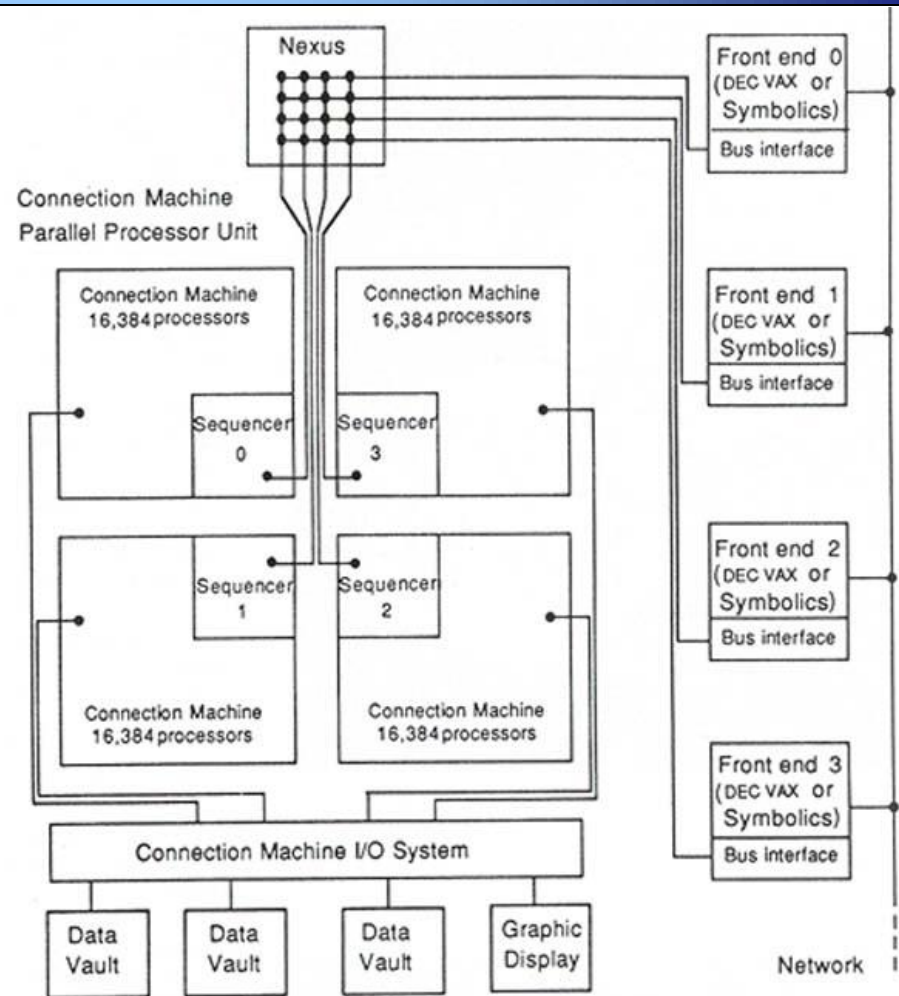 Nexus
Front end 0
(DEC VAX or
Symbolics)
Bus interface
Connection Machine
Parallel Processor Unit
Connection Machine
16,384 processors
Connection Machine
16,384 processors
Front end 1
(DEC VAX or
Symbolics)
Bus interface
Sequencer
0
Sequencer
3
Sequencer
1
Sequencer
2
Front end 2
(DEC VAX or
Symbolics)
Bus interface
Connection Machine
16,384 processors
Connection Machine
16,384 processors
Front end 3
(DEC VAX or
Symbolics)
Bus interface
Connection Machine I/O System
Data
Vault
Data
Vault
Data
Vault
Graphic
Display
Network